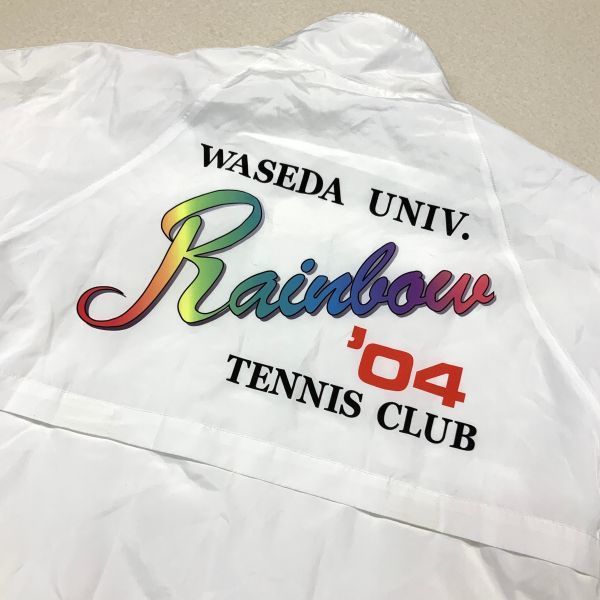 WASEDA UNIV.
Rainbow
'04
TENNIS CLUB